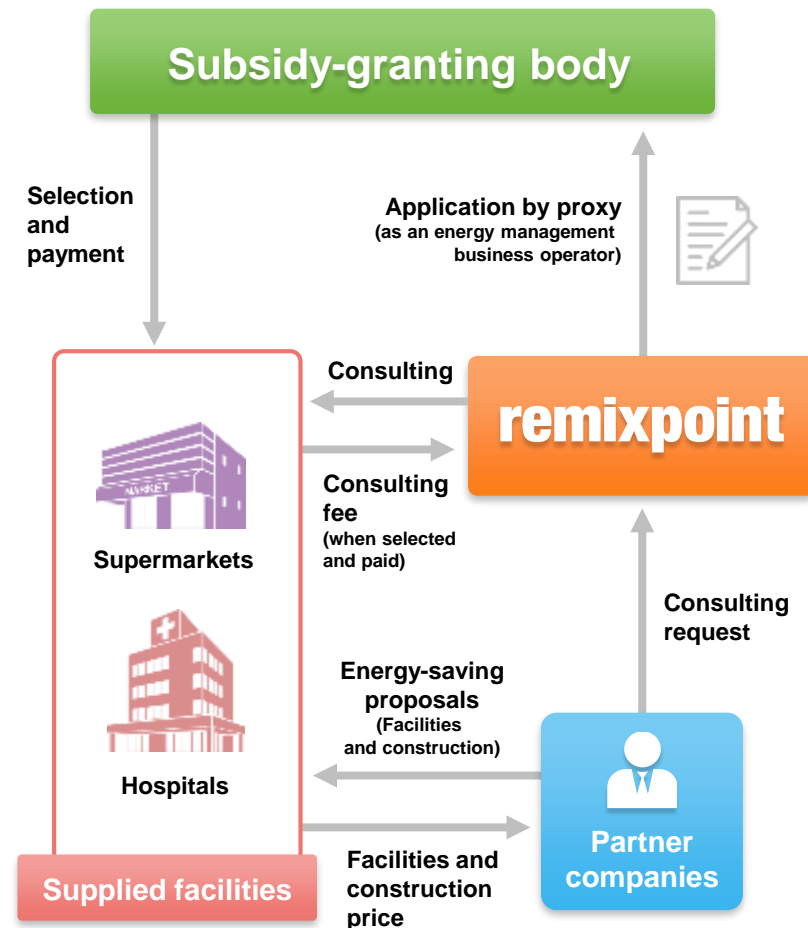 Subsidy-granting body
Selection
and
payment
Application by proxy
(as an energy management
business operator)
Consulting
remixpoint
MARKET
Supermarkets
Consulting
fee
(when selected
and paid)
Consulting
request
Energy-saving
proposals
(Facilities
and construction)
Hospitals
Partner
companies
Supplied facilities
Facilities and
construction
price